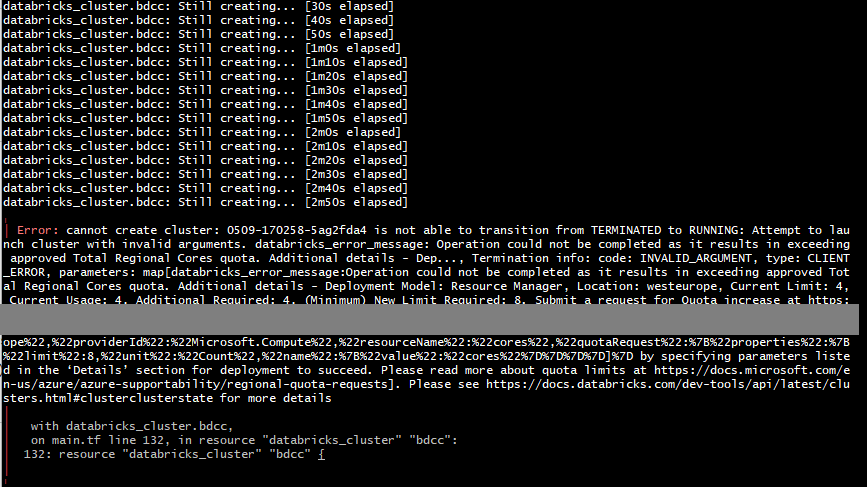 databricks_cluster.bdcc: Still creating... [30s elapsed]
databricks_cluster.bdcc: Still creating... [40s elapsed]
databricks_cluster.bdcc: Still creating... [50s elapsed]
databricks_cluster.bdcc: Still creating... [1m0s elapsed]
databricks_cluster.bdcc: Still creating... [1m10s elapsed]
databricks_cluster.bdcc: Still creating... [1m20s elapsed]
databricks_cluster.bdcc: Still creating... [1m30s elapsed]
databricks_cluster.bdcc: Still creating... [1m40s elapsed]
databricks_cluster.bdcc: Still creating... [1m50s elapsed]
databricks_cluster.bdcc: Still creating... [2m0s elapsed]
databricks_cluster.bdcc: Still creating... [2m10s elapsed]
databricks_cluster.bdcc: Still creating... [2m20s elapsed]
databricks_cluster.bdcc: Still creating... [2m30s elapsed]
databricks_cluster.bdcc: Still creating... [2m40s elapsed]
databricks_cluster.bdcc: Still creating... [2m50s elapsed]
Error: cannot create cluster: 0509-170258-5ag2fda4 is not able to transition from TERMINATED to RUNNING: Attempt to lau
nch cluster with invalid arguments. databricks_error_message: Operation could not be completed as it results in exceeding
approved Total Regional Cores quota. Additional details - Dep..., Termination info: code: INVALID_ARGUMENT, type: CLIENT
_ERROR, parameters: map[databricks_error_message:Operation could not be completed as it results in exceeding approved Tot
al Regional Cores quota. Additional details - Deployment Model: Resource Manager, Location: westeurope, Current Limit: 4,
Current Usage: 4, Additional Required: 4, (Minimum) New Limit Required: 8. Submit a request for Quota increase at https:
ope%22,%22providerId%22:%22Microsoft.Compute%22,%22resourceName%22:%22cores%22,%22quotaRequest%22:%7B%22properties%22:%7B
%22limit%22:8,%22unit%22:%22Count%22,%22name%22:%7B%22value%22:%22cores%22%7D%7D%7D%7D]%7D by specifying parameters liste
d in the ‘Details’ section for deployment to succeed. Please read more about quota limits at https://docs.microsoft.com/e
n-us/azure/azure-supportability/regional-quota-requests]. Please see https://docs.databricks.com/dev-tools/api/latest/clu
sters.html#clusterclusterstate for more details
with databricks_cluster.bdcc,
on main.tf line 132, in resource "databricks_cluster" "bdcc":
132: resource "databricks_cluster" "bdcc" {